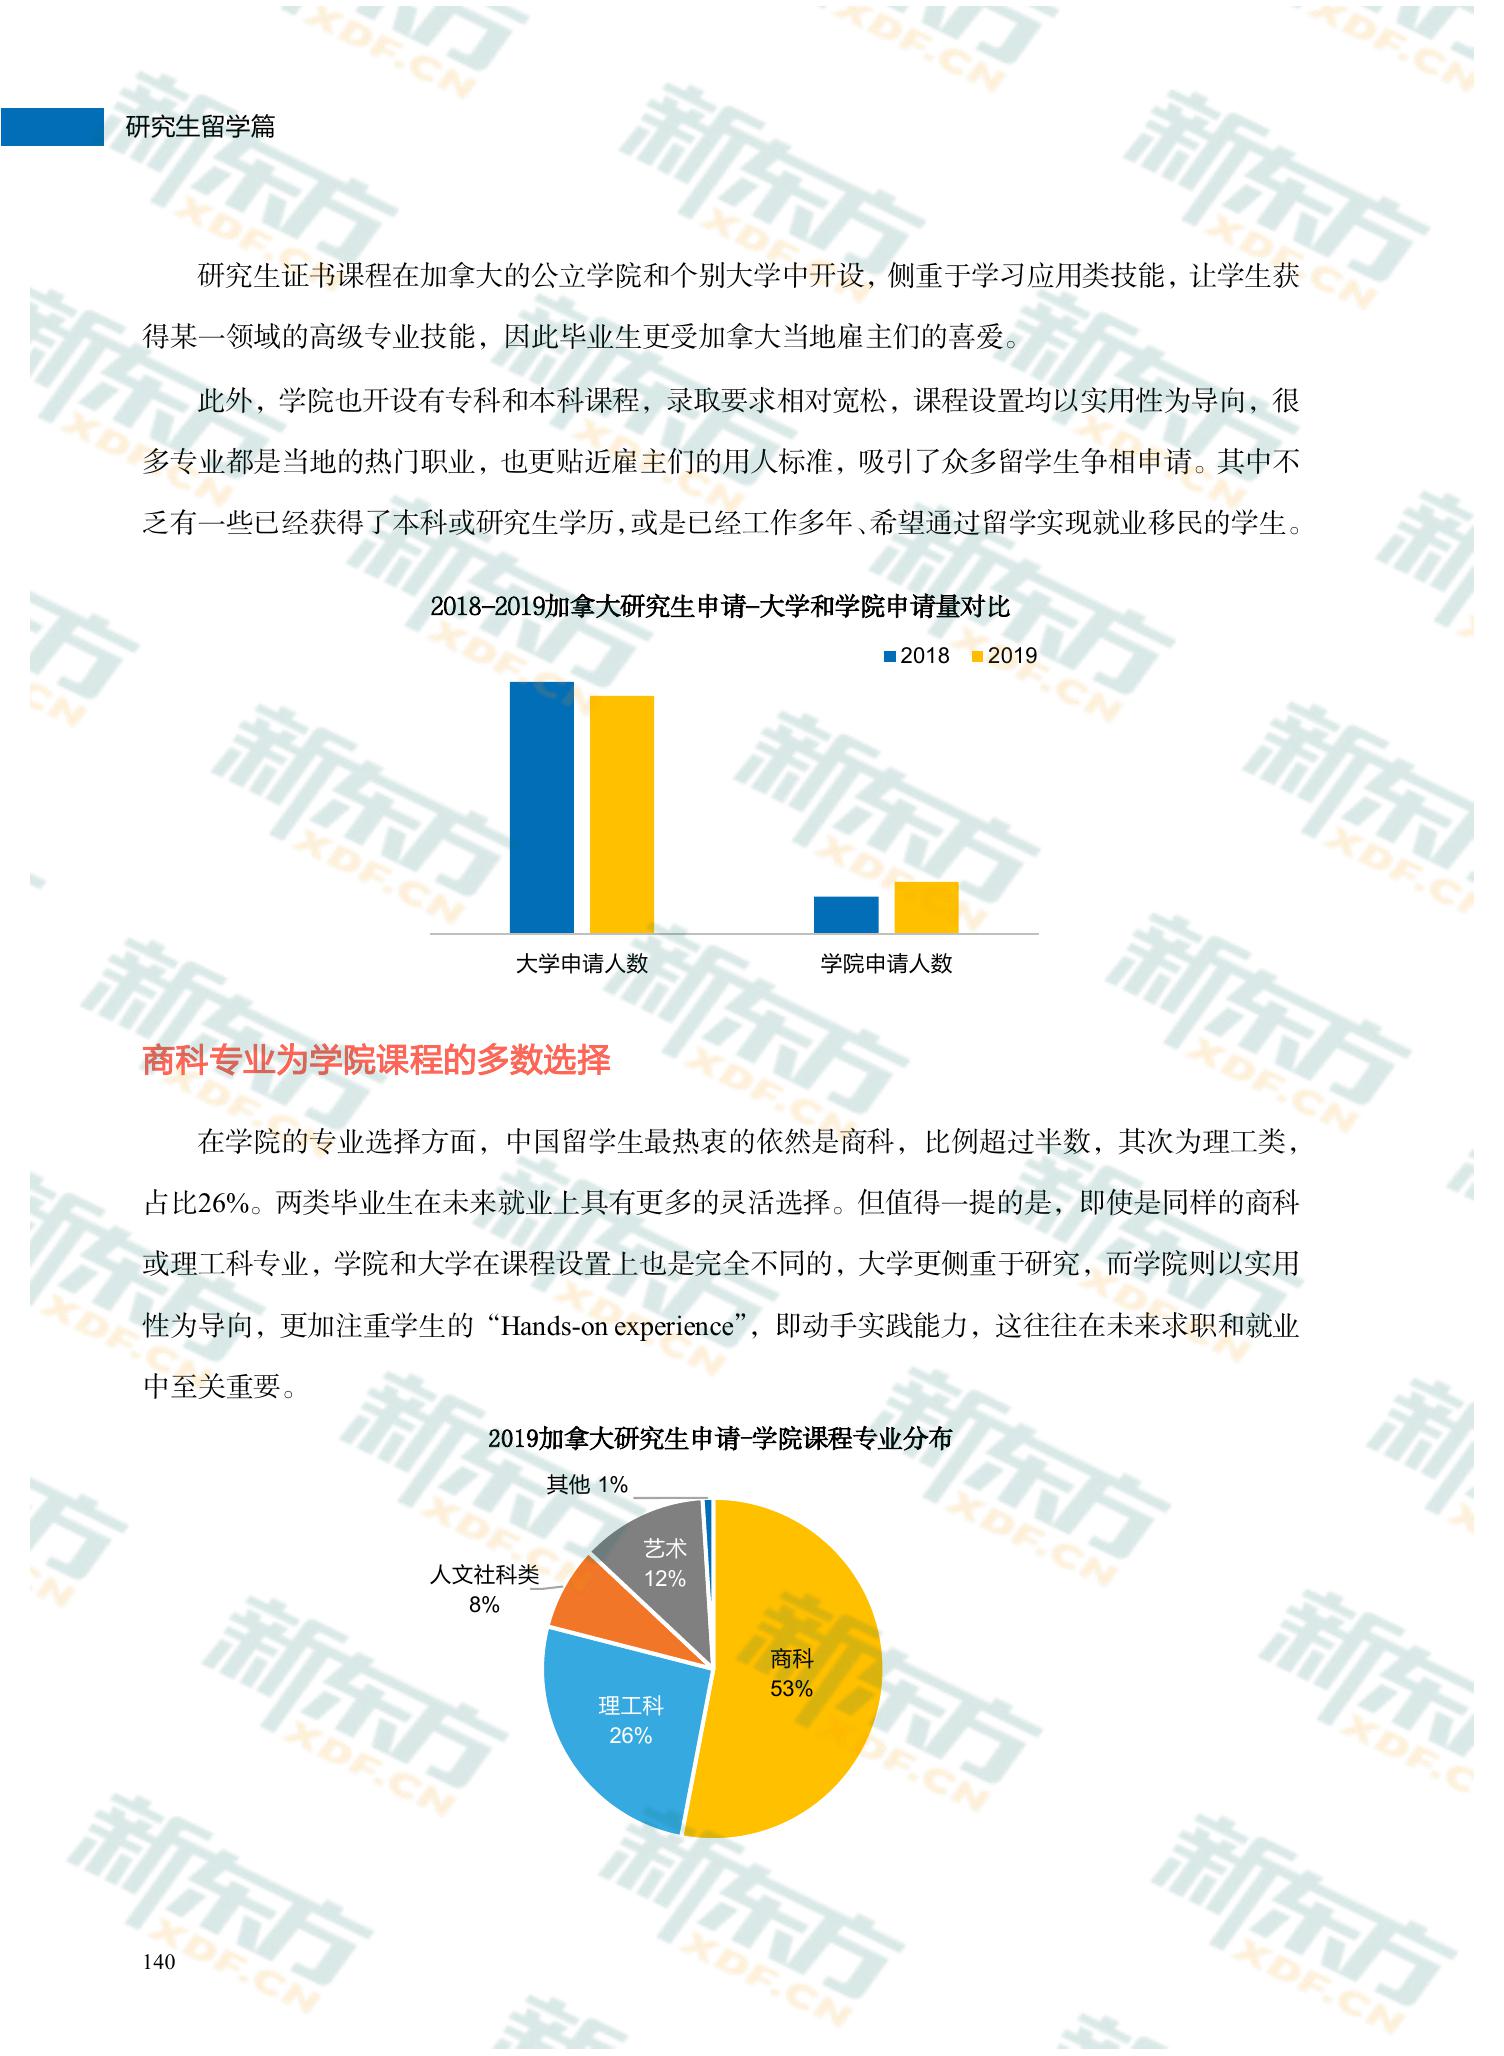 研究生留学篇
研究生证书课程在加拿大的公立学院和个别大学中开设，侧重于学习应用类技能，让学生获
得某一领域的高级专业技能，因此毕业生更受加拿大当地雇主们的喜爱。
此外，学院也开设有专科和本科课程，录取要求相对宽松，课程设置均以实用性为导向，很
多专业都是当地的热门职业，也更贴近雇主们的用人标准，吸引了众多留学生争相申请。其中不
乏有一些已经获得了本科或研究生学历，或是已经工作多年、希望通过留学实现就业移民的学生。
2018-2019加拿大研究生申请-大学和学院申请量对比
2018 2019
大学申请人数 学院申请人数
商科专业为学院课程的多数选择
在学院的专业选择方面，中国留学生最热衷的依然是商科，比例超过半数，其次为理工类，
占比26%。两类毕业生在未来就业上具有更多的灵活选择。但值得一提的是，即使是同样的商科
或理工科专业，学院和大学在课程设置上也是完全不同的，大学更侧重于研究，而学院则以实用
性为导向，更加注重学生的“Hands-on experience”，即动手实践能力，这往往在未来求职和就业
中至关重要。
2019加拿大研究生申请-学院课程专业分布
其他 1%
艺术
12%
人文社科类
8%
商科
53%
理工科
26%
140
新东方
XDF.CN